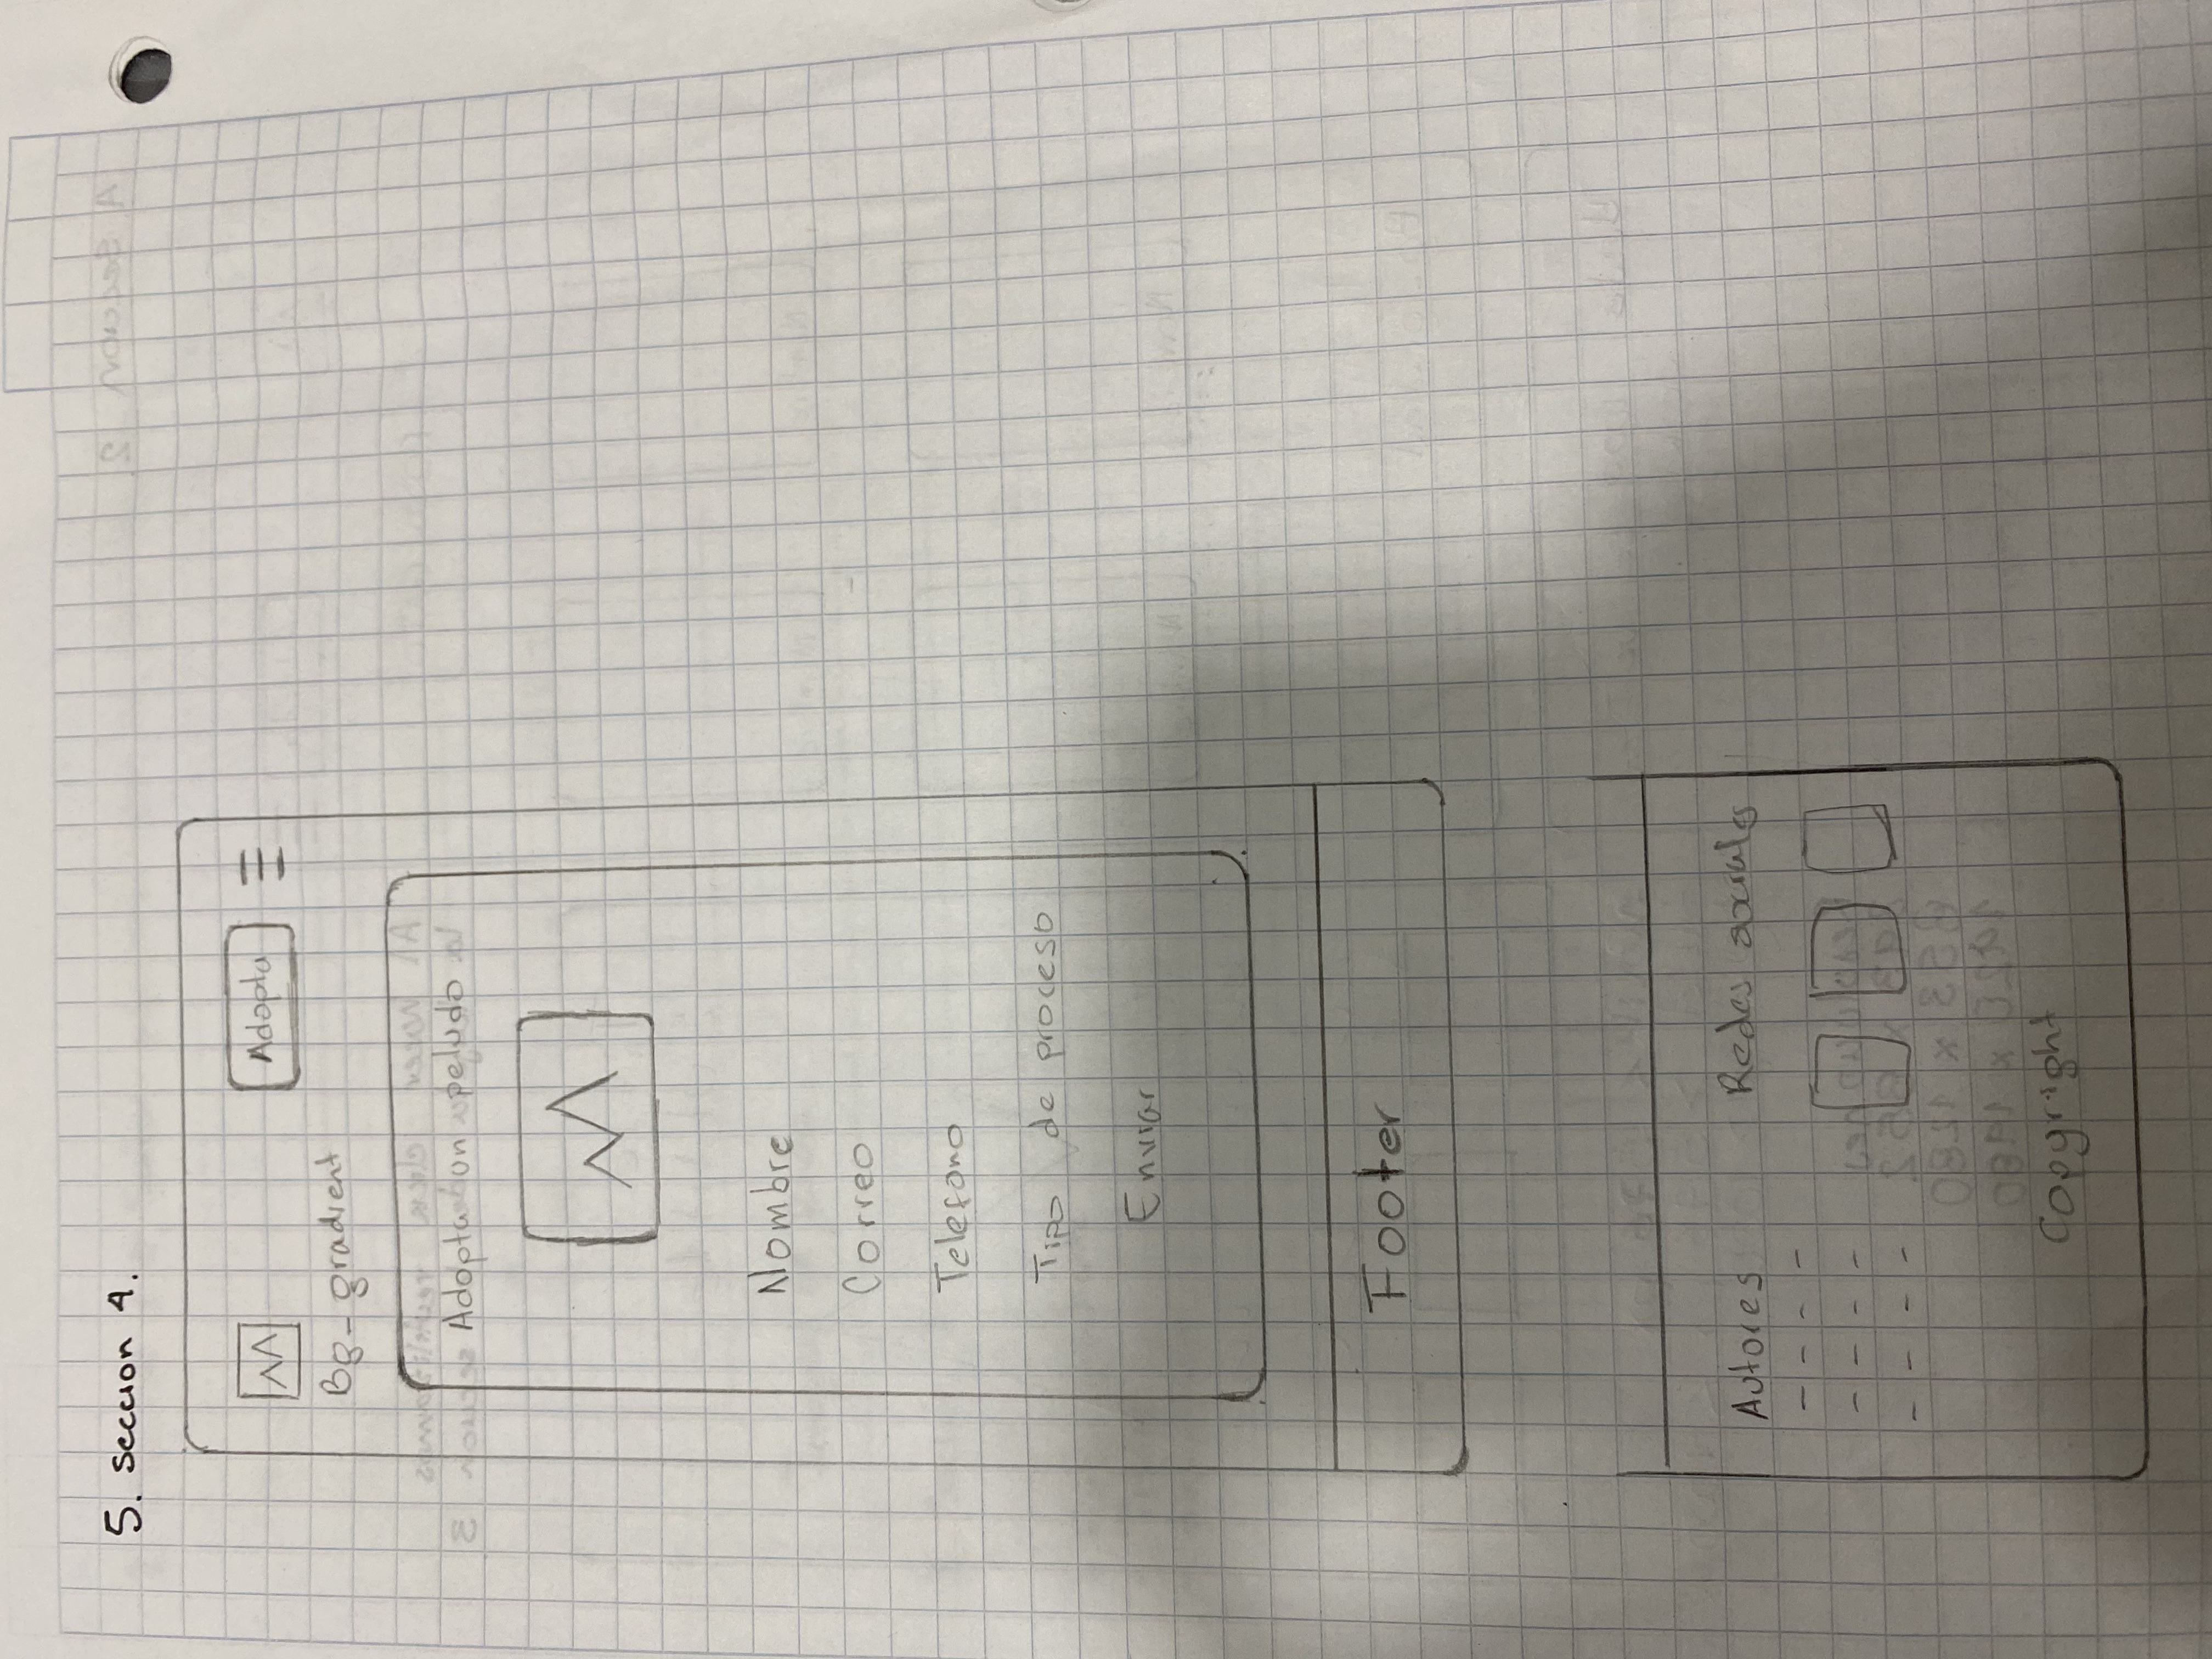 5. Seccion 4.
Adopta
Bg_ gradient
Adopta un peludo
Nombre
Correo
Telefono
Tipo de proceso
Enviar
Footer
Autores Redes sociales
Copyright